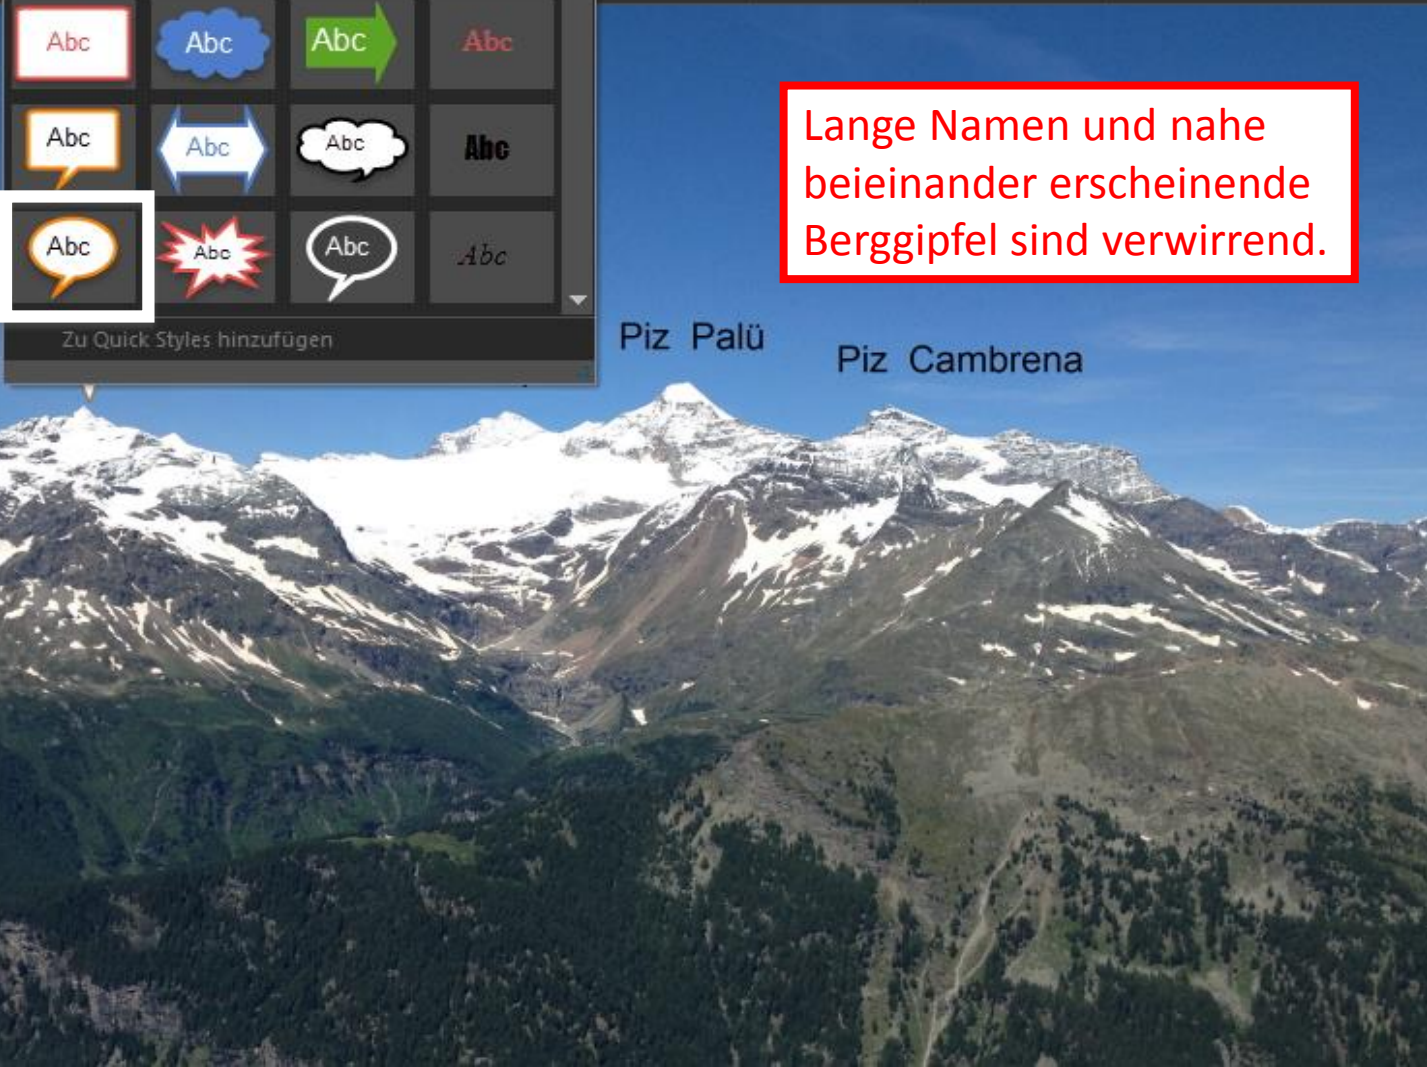 Abc Abc Abc Abc
Abc Abc Abc Abc
Abc Abc Abc Abc
Zu Quick Styles hinzufügen
Lange Namen und nahe
beieinander erscheinende
Berggipfel sind verwirrend.
Piz Palü
Piz Cambrena